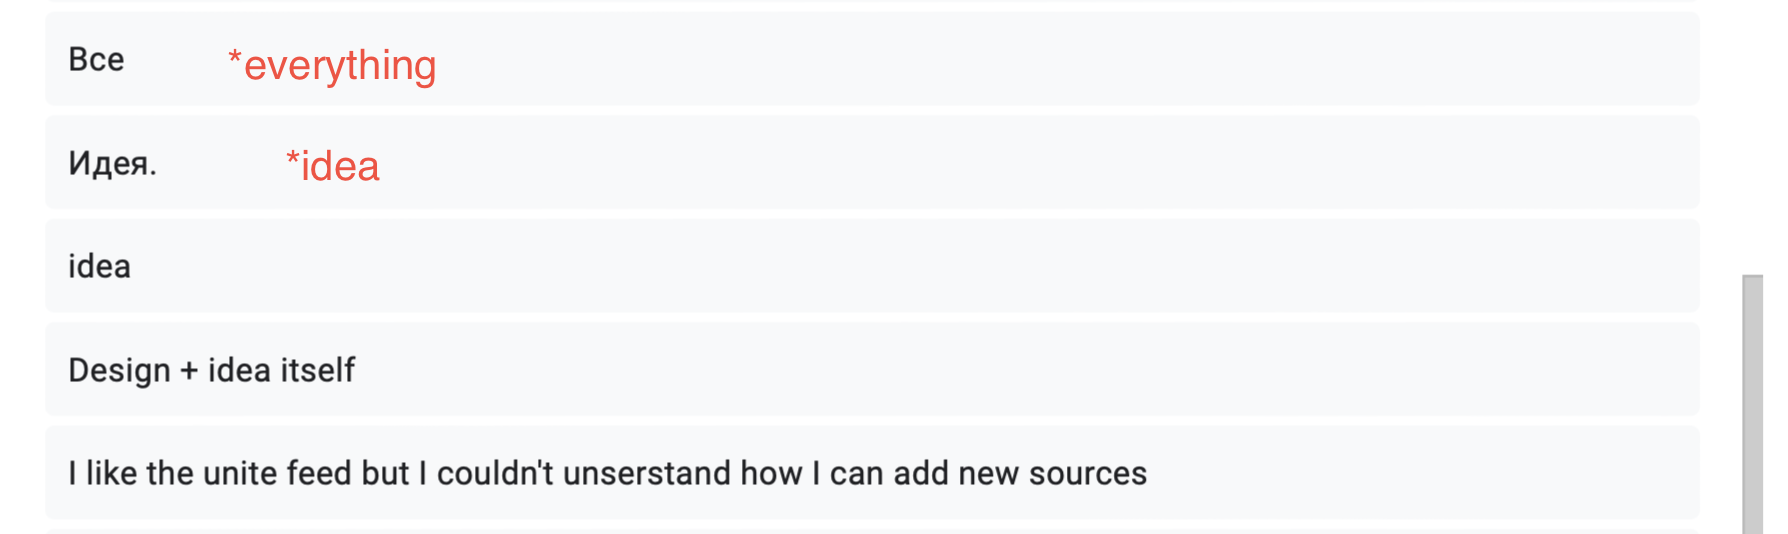 Все *everything
Идея. *idea
idea
Design + idea itself
I like the unite feed but I couldn't unserstand how I can add new sources